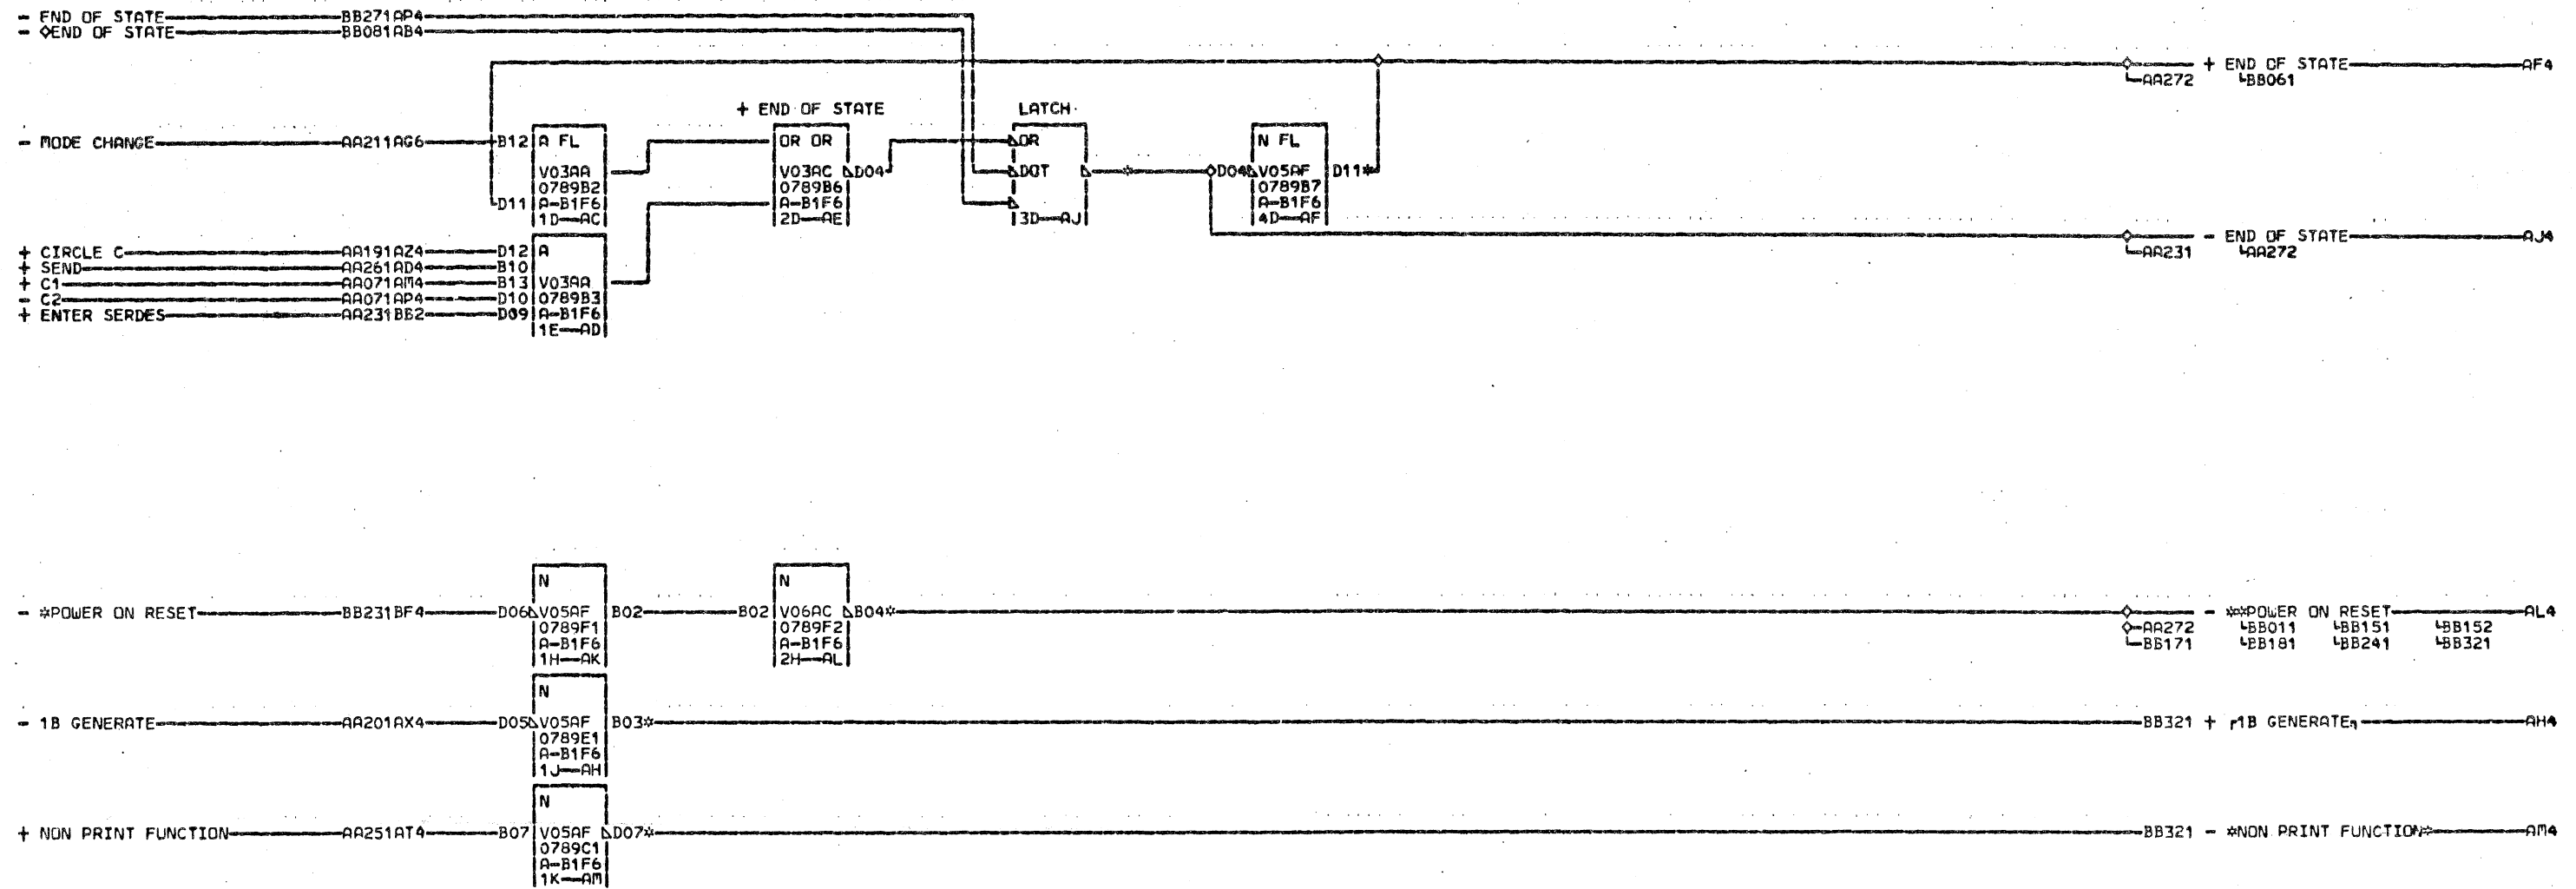 - END OF STATE BB271AP4
- ◇END OF STATE BB081AB4
+ END OF STATE AF4
AA272 BB061
+ END OF STATE LATCH
- MODE CHANGE AA211AG6 B12 A FL OR OR OR N FL
V03AA V03AC D04 DOT D04 V05AF D11*
0789B2 0789B6 0789B7
D11 A-B1F6 A-B1F6 A-B1F6
1D-AC 2D-AE 3D-AJ 4D-AF
- END OF STATE AJ4
AA231 AA272
+ CIRCLE C AA191AZ4 D12 A
+ SEND AA261AD4 B10
+ C1 AA071AM4 B13 V03AA
- C2 AA071AP4 D10 0789B3
+ ENTER SERDES AA231BB2 D09 A-B1F6
1E-AD
N N
- *POWER ON RESET BB231BF4 D06 V05AF B02 B02 V06AC B04* - **POWER ON RESET AL4
0789F1 0789F2 AA272 BB011 BB151 BB152
A-B1F6 A-B1F6 BB171 BB181 BB241 BB321
1H-AK 2H-AL
N
- 1B GENERATE AA201AX4 D05 V05AF B03* BB321 + ┌1B GENERATE┐ AH4
0789E1
A-B1F6
1J-AH
N
+ NON PRINT FUNCTION AA251AT4 B07 V05AF D07* BB321 - *NON PRINT FUNCTION* AM4
0789C1
A-B1F6
1K-AM